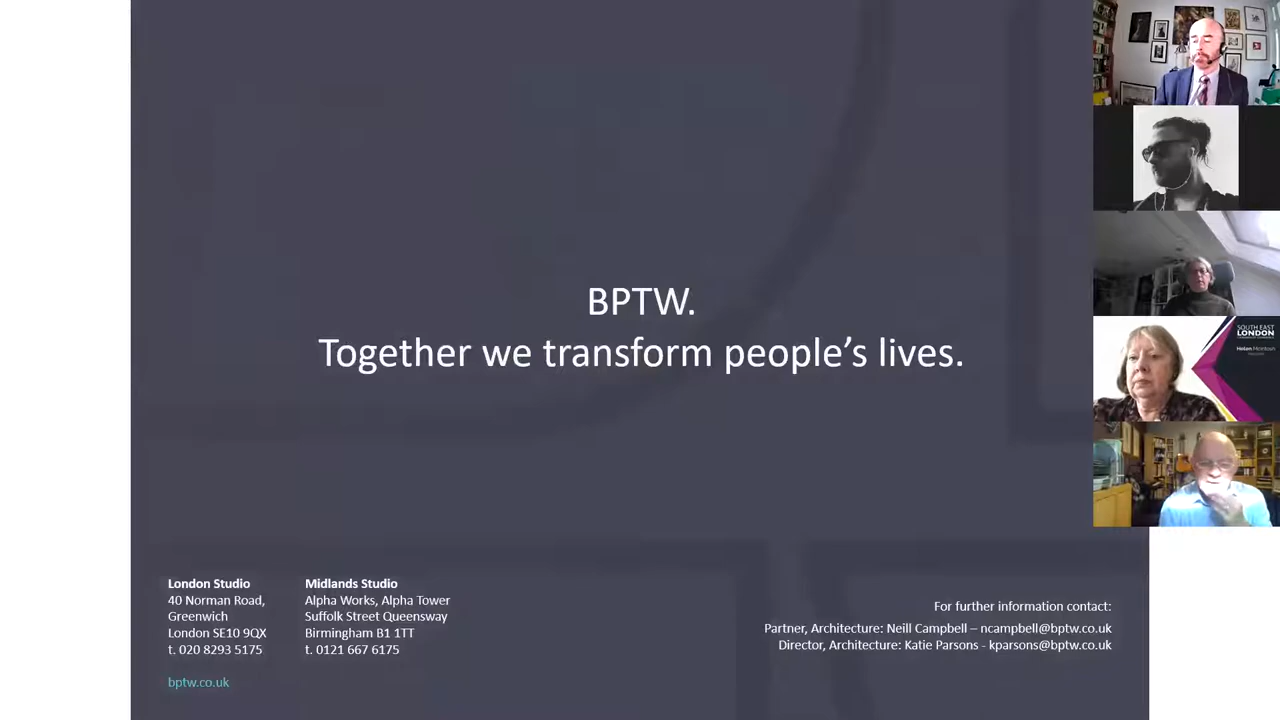 BPTW.
Together we transform people's lives.
London Studio
40 Norman Road,
Greenwich
London SE10 9QX
t. 020 8293 5175
Midlands Studio
Alpha Works, Alpha Tower
Suffolk Street Queensway
Birmingham B1 1TT
t. 0121 667 6175
bptw.co.uk
For further information contact:
Partner, Architecture: Neill Campbell – ncampbell@bptw.co.uk
Director, Architecture: Katie Parsons - kparsons@bptw.co.uk
SOUTH EAST
LONDON
Helen McIntosh